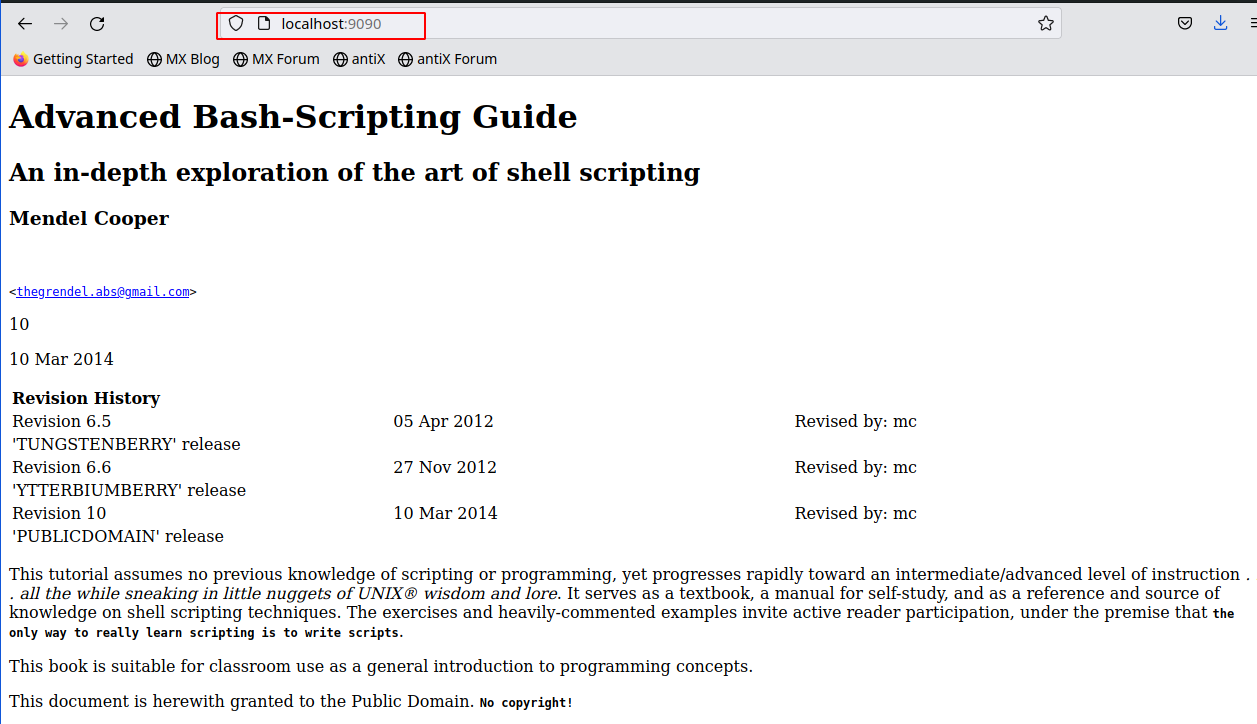 localhost:9090
Getting Started MX Blog MX Forum antiX antiX Forum
Advanced Bash-Scripting Guide
An in-depth exploration of the art of shell scripting
Mendel Cooper
<thegrendel.abs@gmail.com>
10
10 Mar 2014
Revision History
Revision 6.5 05 Apr 2012 Revised by: mc
'TUNGSTENBERRY' release
Revision 6.6 27 Nov 2012 Revised by: mc
'YTTERBIUMBERRY' release
Revision 10 10 Mar 2014 Revised by: mc
'PUBLICDOMAIN' release
This tutorial assumes no previous knowledge of scripting or programming, yet progresses rapidly toward an intermediate/advanced level of instruction .
. all the while sneaking in little nuggets of UNIX® wisdom and lore. It serves as a textbook, a manual for self-study, and as a reference and source of
knowledge on shell scripting techniques. The exercises and heavily-commented examples invite active reader participation, under the premise that the
only way to really learn scripting is to write scripts.
This book is suitable for classroom use as a general introduction to programming concepts.
This document is herewith granted to the Public Domain. No copyright!